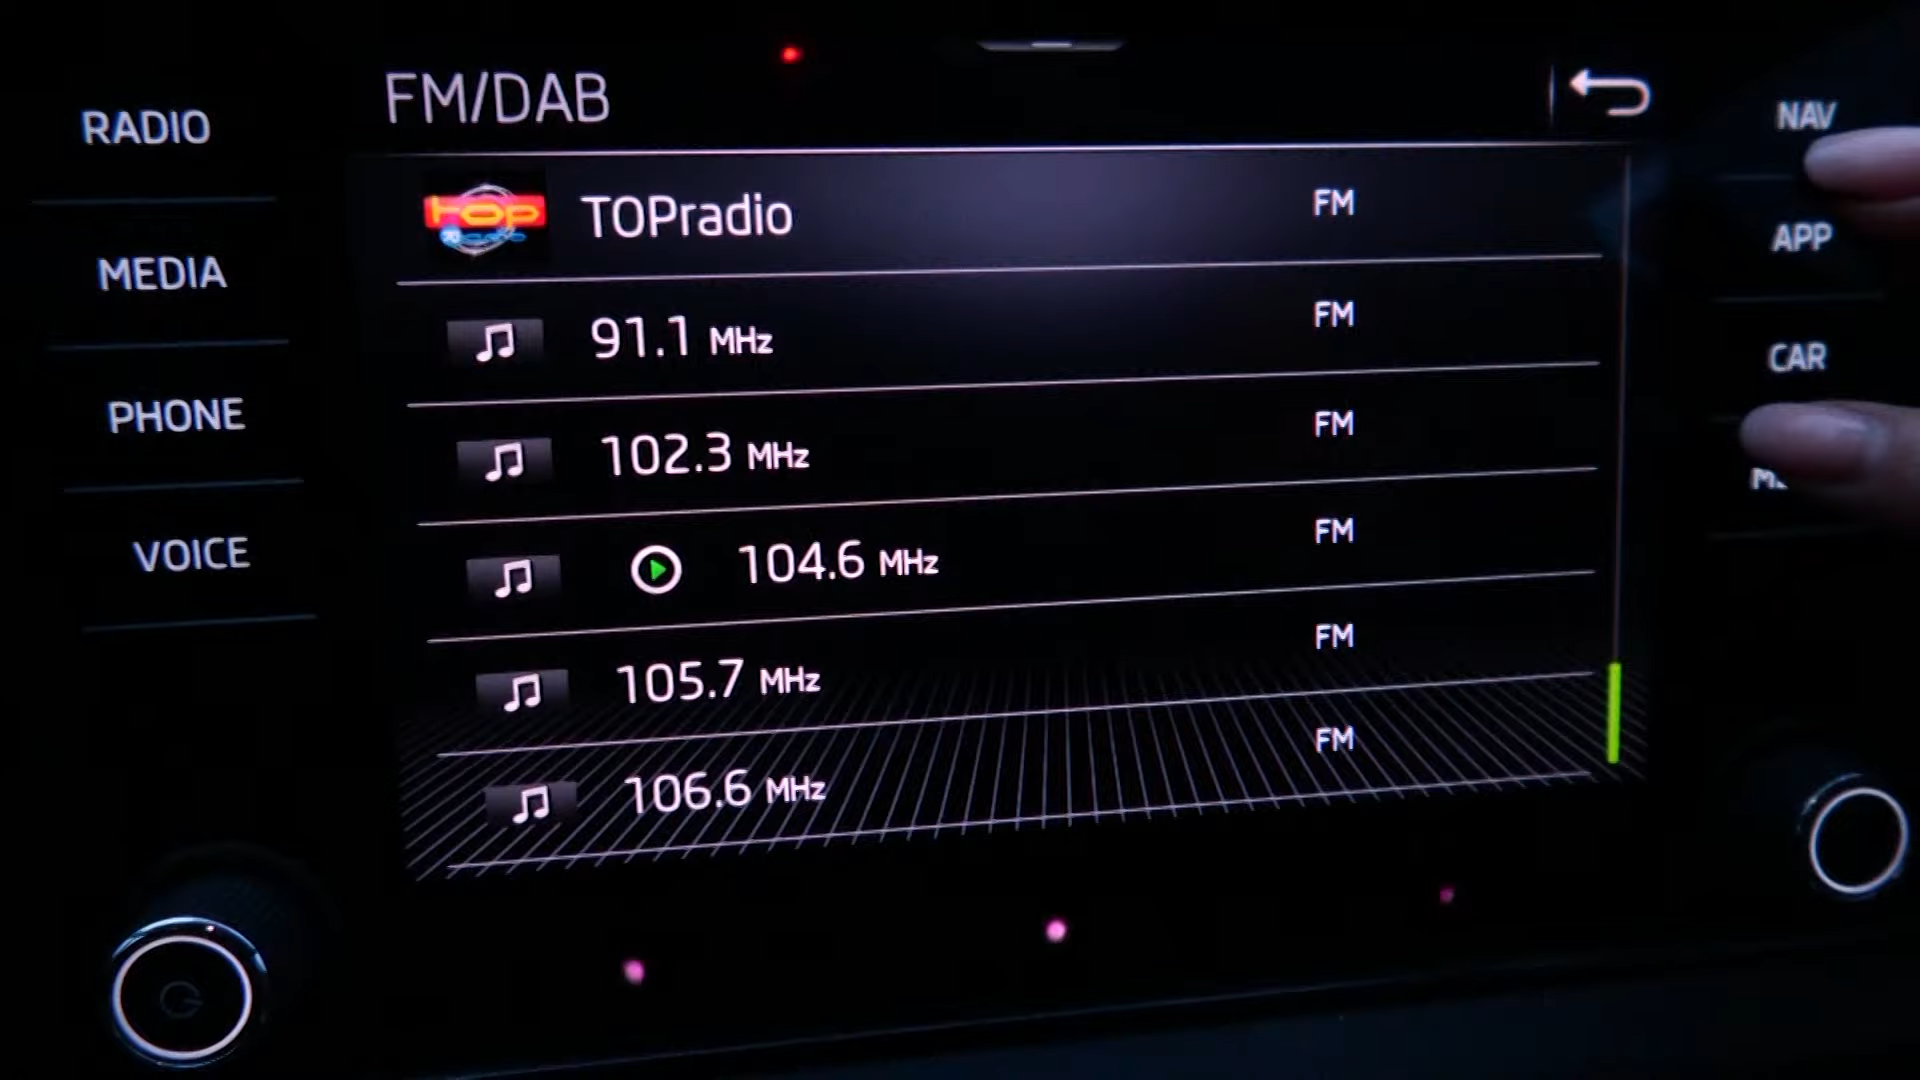 FM/DAB
RADIO
MEDIA
PHONE
VOICE
top
TOPradio FM
91.1 MHz FM
102.3 MHz FM
104.6 MHz FM
105.7 MHz FM
106.6 MHz FM
NAV
APP
CAR